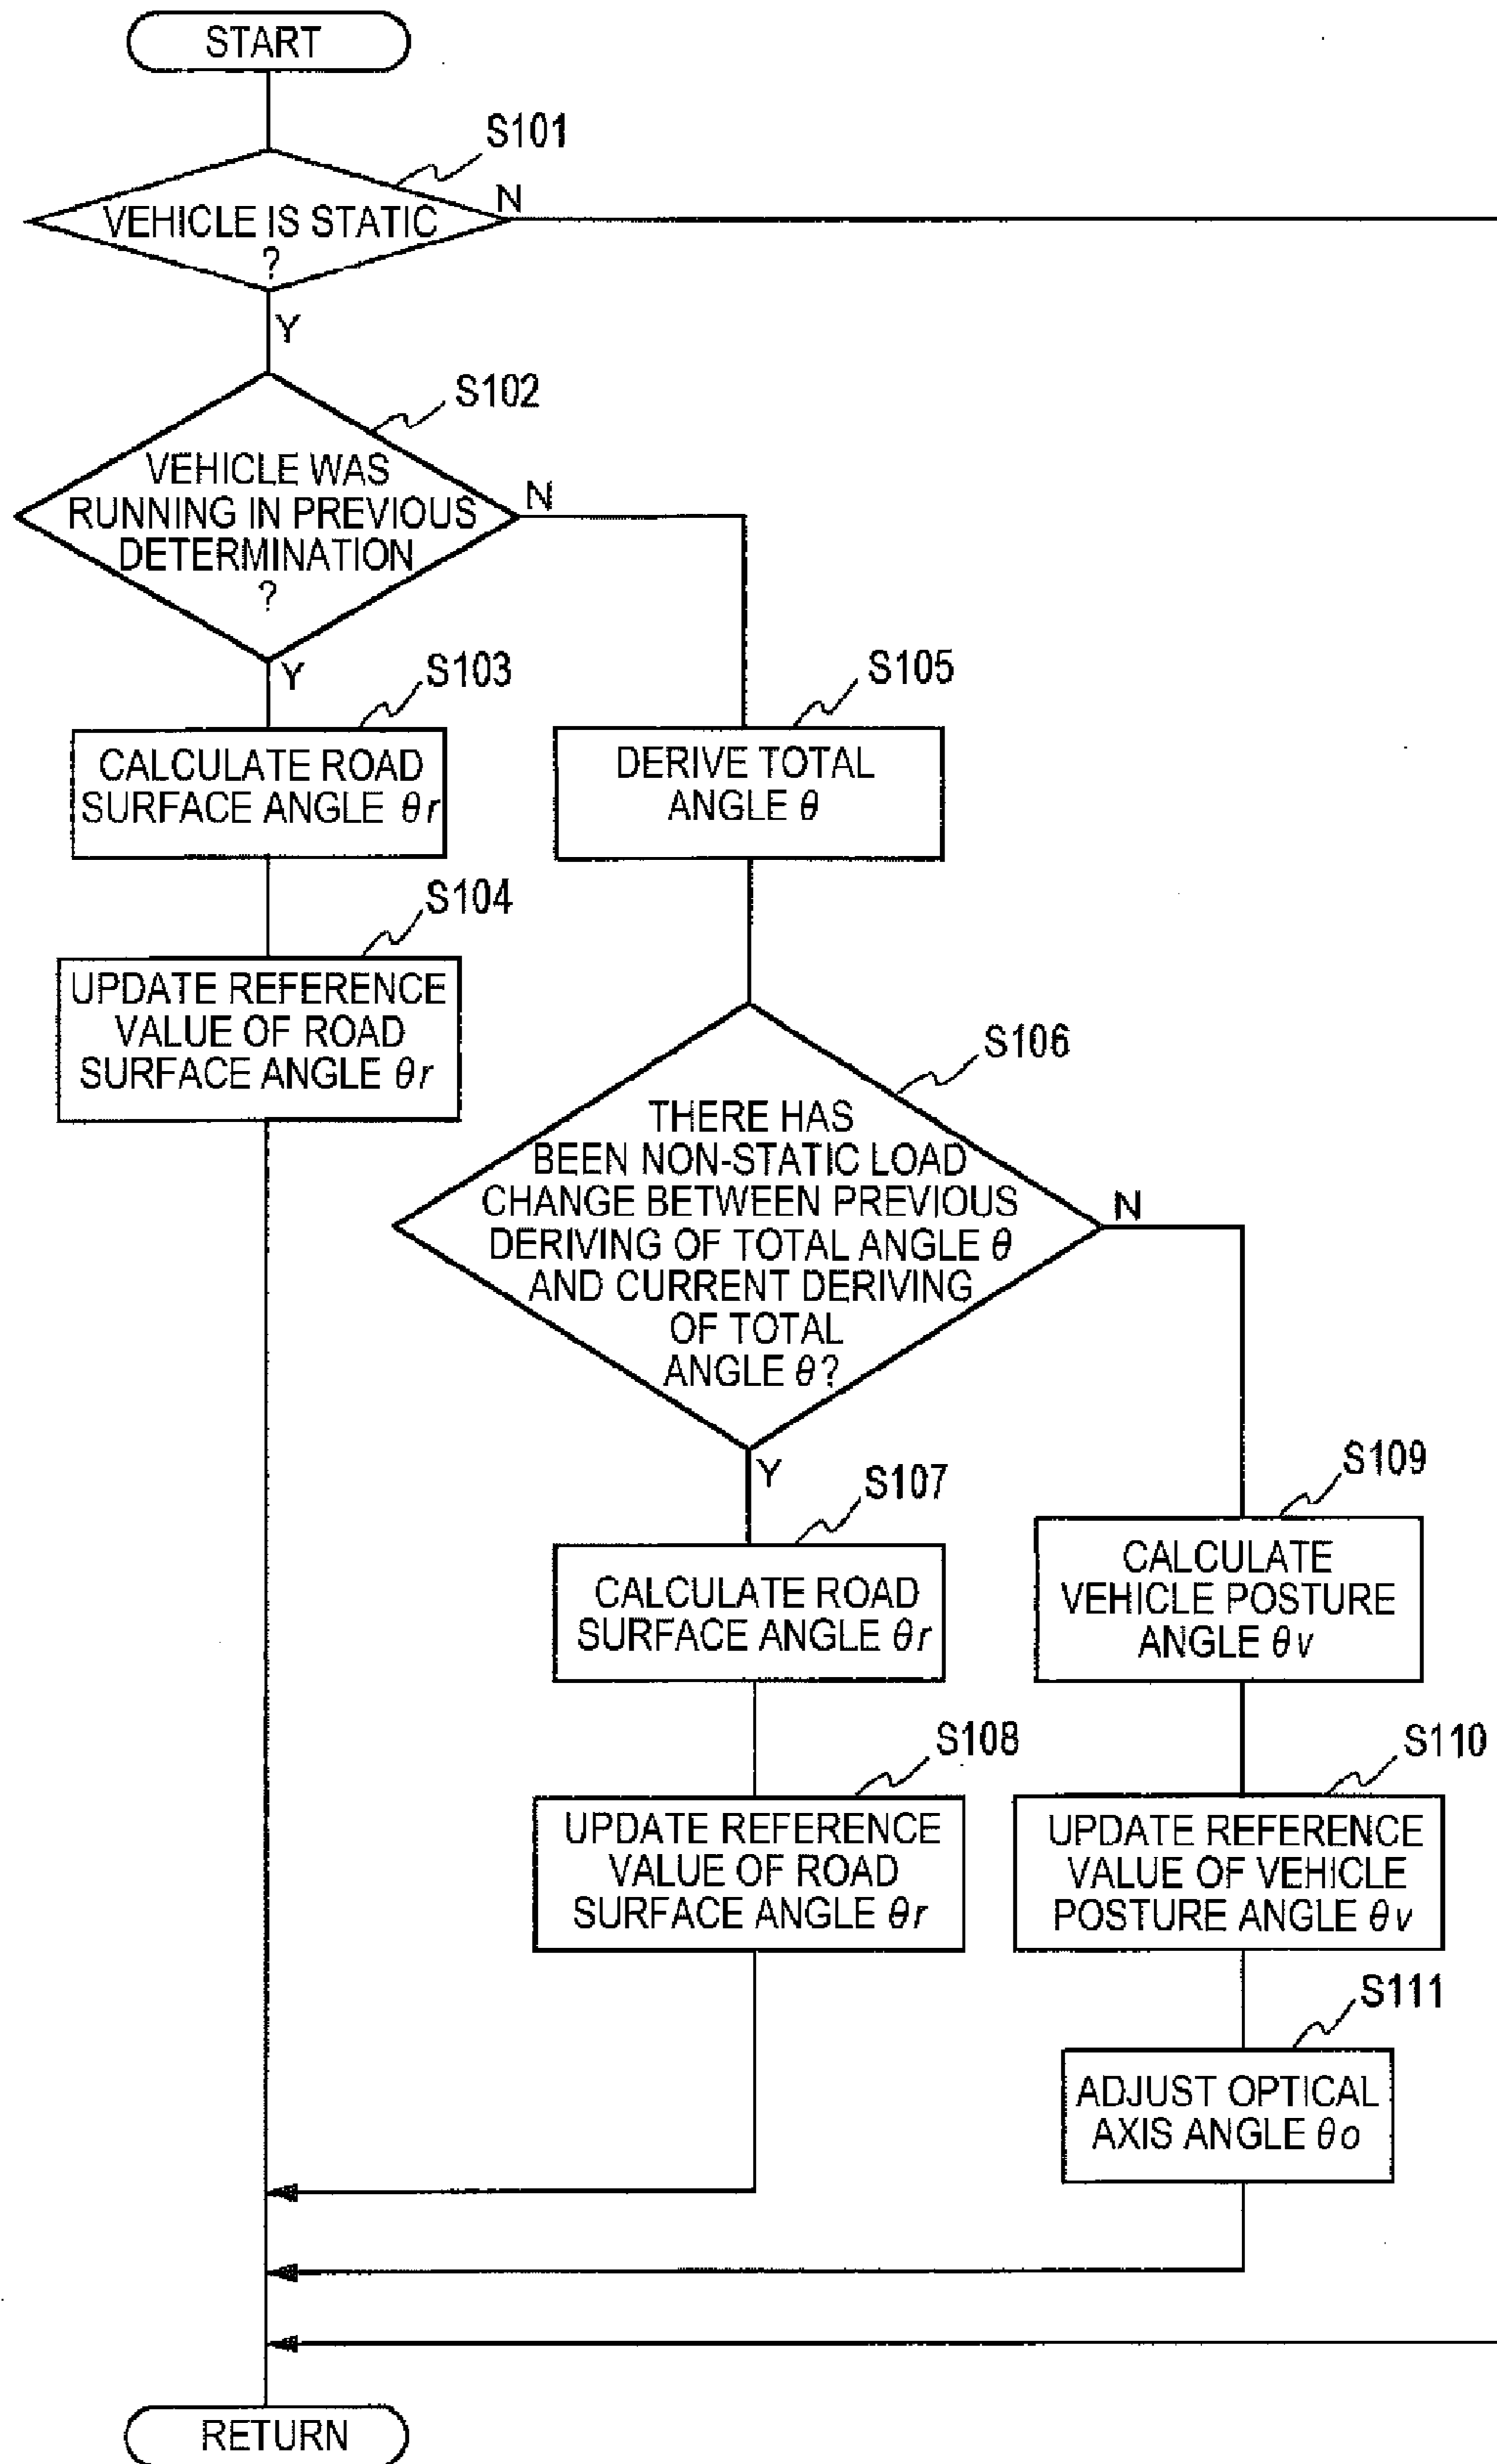 START
S101
VEHICLE IS STATIC
?
N
Y
S102
VEHICLE WAS
RUNNING IN PREVIOUS
DETERMINATION
?
N
Y
S103
CALCULATE ROAD
SURFACE ANGLE θr
S104
UPDATE REFERENCE
VALUE OF ROAD
SURFACE ANGLE θr
S105
DERIVE TOTAL
ANGLE θ
S106
THERE HAS
BEEN NON-STATIC LOAD
CHANGE BETWEEN PREVIOUS
DERIVING OF TOTAL ANGLE θ
AND CURRENT DERIVING
OF TOTAL
ANGLE θ?
N
Y
S107
CALCULATE ROAD
SURFACE ANGLE θr
S108
UPDATE REFERENCE
VALUE OF ROAD
SURFACE ANGLE θr
S109
CALCULATE
VEHICLE POSTURE
ANGLE θv
S110
UPDATE REFERENCE
VALUE OF VEHICLE
POSTURE ANGLE θv
S111
ADJUST OPTICAL
AXIS ANGLE θo
RETURN